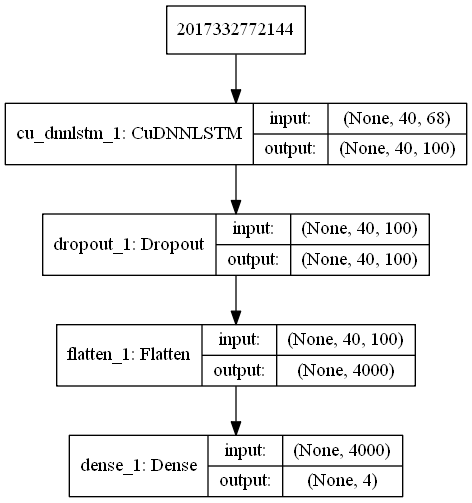 2017332772144
cu_dnnlstm_1: CuDNNLSTM
input: (None, 40, 68)
output: (None, 40, 100)
dropout_1: Dropout
input: (None, 40, 100)
output: (None, 40, 100)
flatten_1: Flatten
input: (None, 40, 100)
output: (None, 4000)
dense_1: Dense
input: (None, 4000)
output: (None, 4)